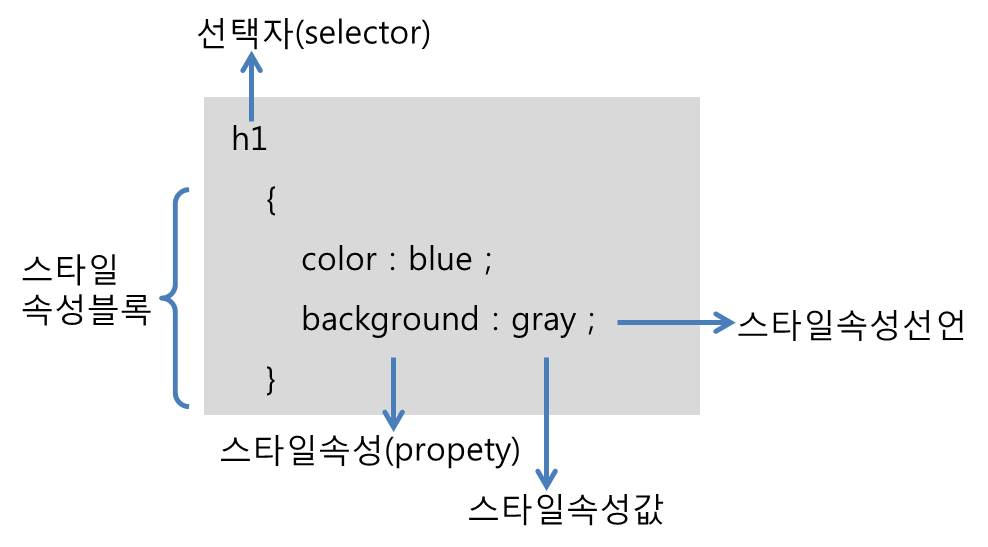 선택자(selector)
h1
{
color : blue ;
background : gray ;
}
스타일
속성블록
스타일속성선언
스타일속성(propety)
스타일속성값